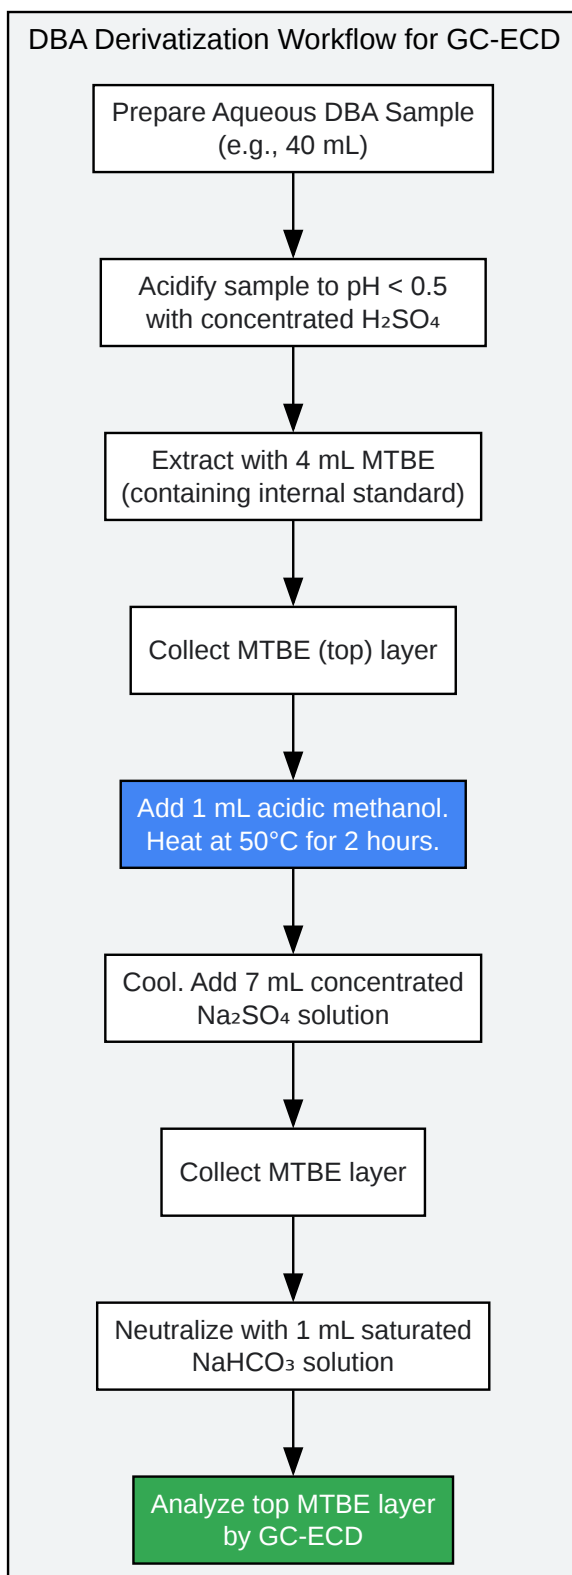 DBA Derivatization Workflow for GC-ECD
Prepare Aqueous DBA Sample
(e.g., 40 mL)
Acidify sample to pH < 0.5
with concentrated H₂SO₄
Extract with 4 mL MTBE
(containing internal standard)
Collect MTBE (top) layer
Add 1 mL acidic methanol.
Heat at 50°C for 2 hours.
Cool. Add 7 mL concentrated
Na₂SO₄ solution
Collect MTBE layer
Neutralize with 1 mL saturated
NaHCO₃ solution
Analyze top MTBE layer
by GC-ECD